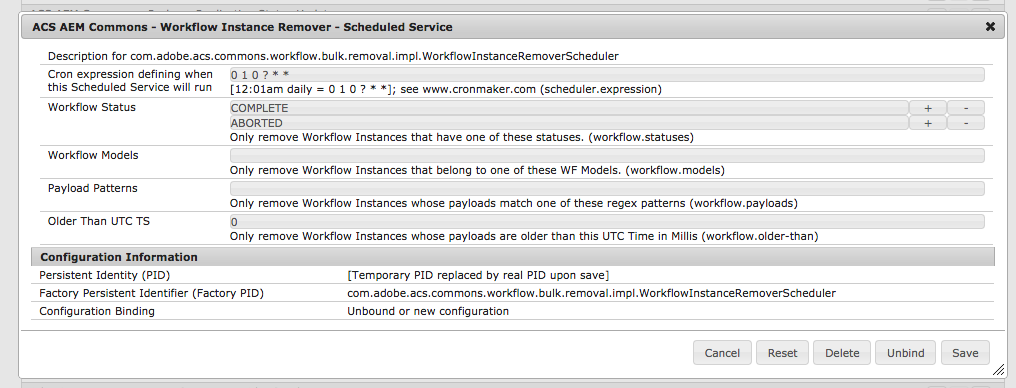 ACS AEM Commons - Workflow Instance Remover - Scheduled Service
Description for com.adobe.acs.commons.workflow.bulk.removal.impl.WorkflowInstanceRemoverScheduler
Cron expression defining when
this Scheduled Service will run
0 1 0 ? * *
[12:01am daily = 0 1 0 ? * *]; see www.cronmaker.com (scheduler.expression)
Workflow Status
COMPLETE
+ -
ABORTED
+ -
Only remove Workflow Instances that have one of these statuses. (workflow.statuses)
Workflow Models
Only remove Workflow Instances that belong to one of these WF Models. (workflow.models)
Payload Patterns
Only remove Workflow Instances whose payloads match one of these regex patterns (workflow.payloads)
Older Than UTC TS
0
Only remove Workflow Instances whose payloads are older than this UTC Time in Millis (workflow.older-than)
Configuration Information
Persistent Identity (PID) [Temporary PID replaced by real PID upon save]
Factory Persistent Identifier (Factory PID) com.adobe.acs.commons.workflow.bulk.removal.impl.WorkflowInstanceRemoverScheduler
Configuration Binding Unbound or new configuration
Cancel Reset Delete Unbind Save